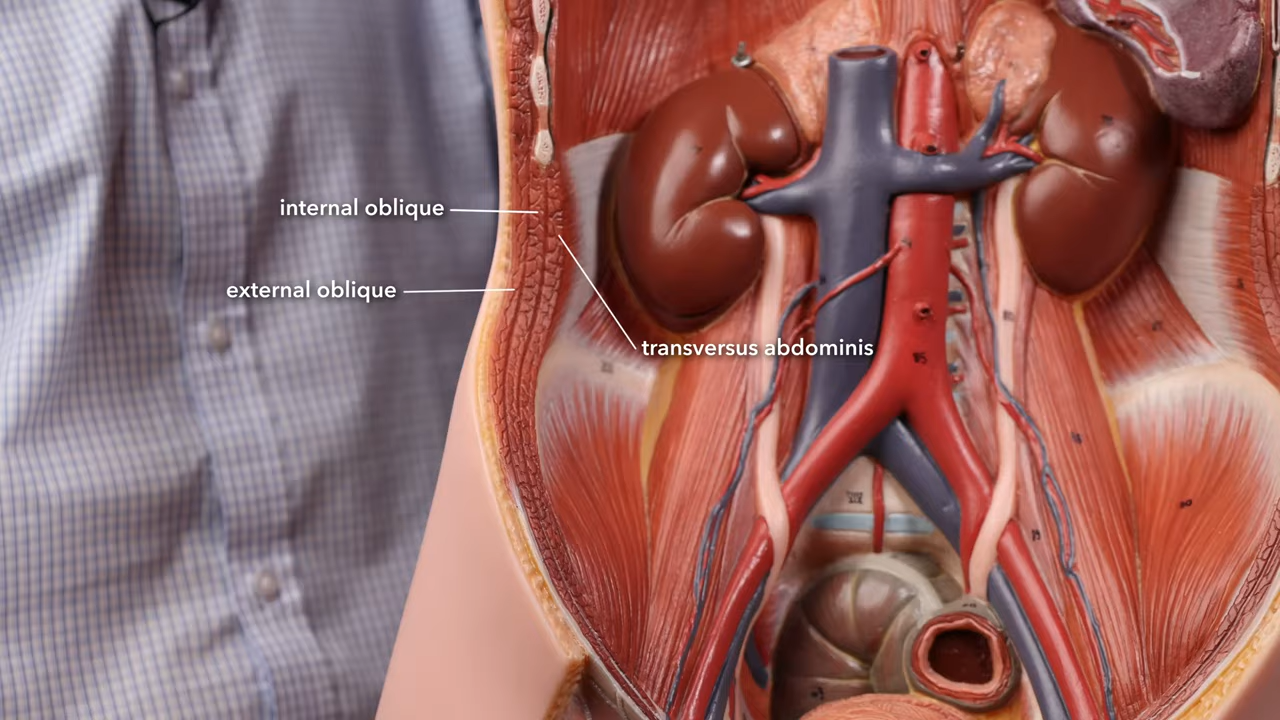 internal oblique
external oblique
transversus abdominis